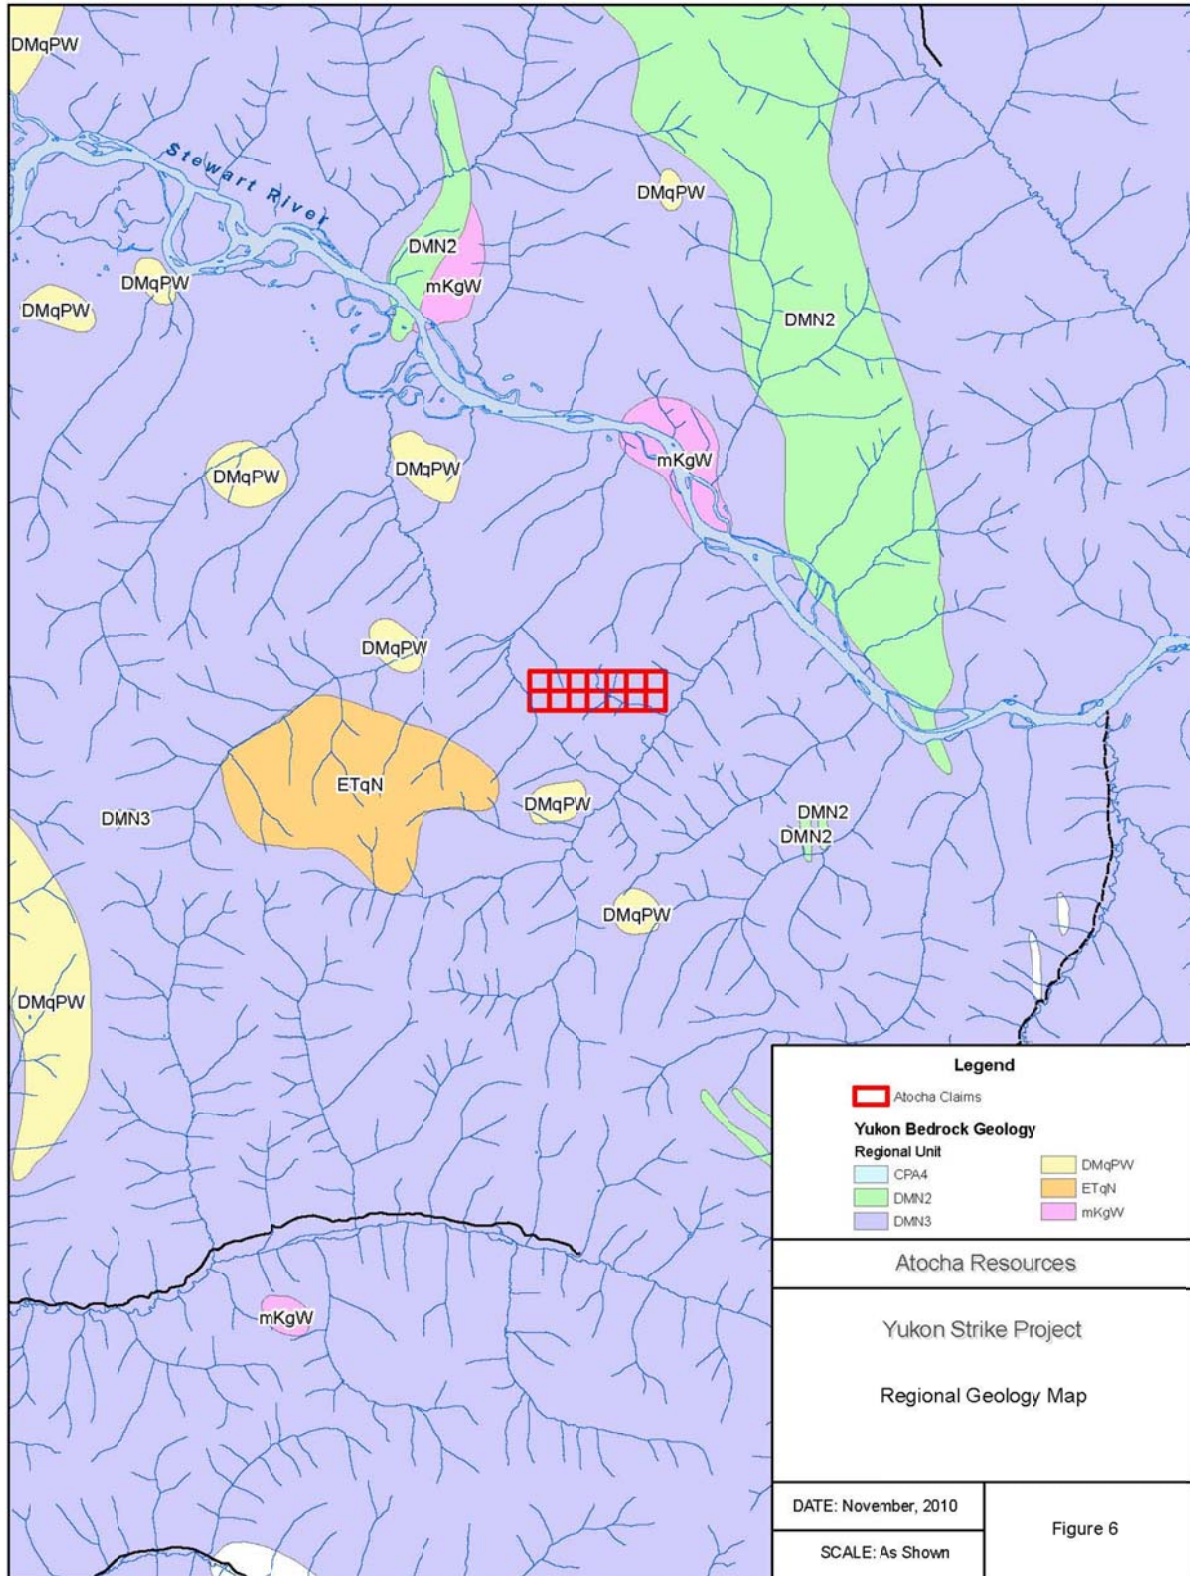 DMqPW
Stewart River
DMqPW
DMN2
DMqPW
mKgW
DMqPW
DMN2
mKgW
DMqPW
DMqPW
DMqPW
ETqN
DMqPW
DMN3
DMN2
DMN2
DMqPW
DMqPW
mKgW
Legend
Atocha Claims
Yukon Bedrock Geology
Regional Unit
CPA4
DMN2
DMN3
DMqPW
ETqN
mKgW
Atocha Resources
Yukon Strike Project
Regional Geology Map
DATE: November, 2010
SCALE: As Shown
Figure 6